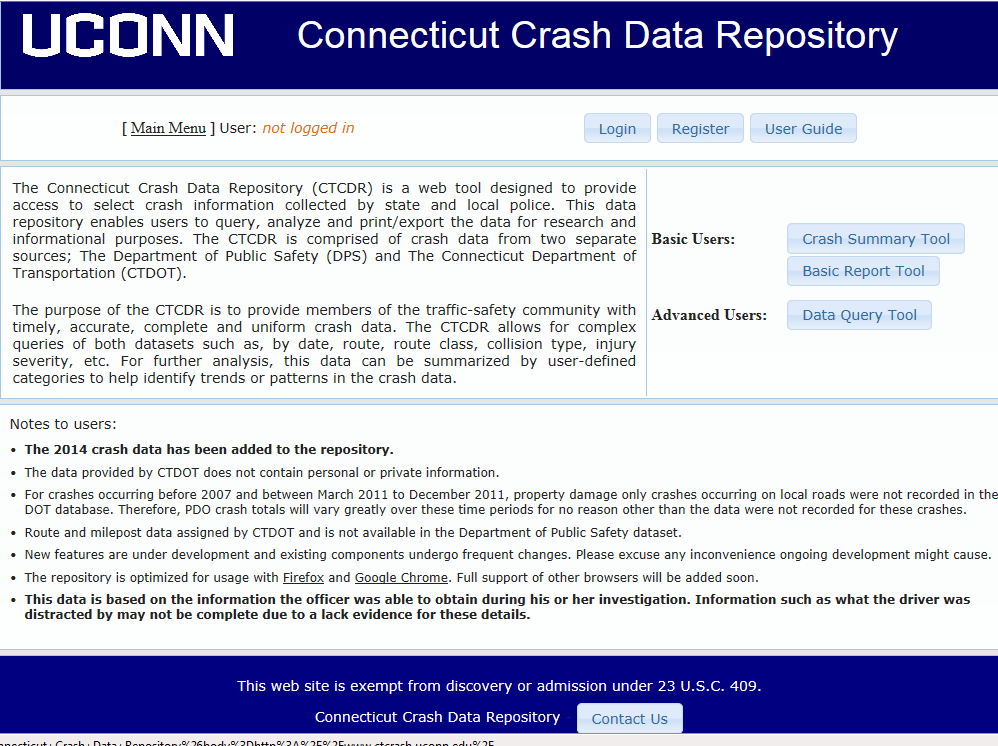 UCONN Connecticut Crash Data Repository
[ Main Menu ] User: not logged in Login Register User Guide
The Connecticut Crash Data Repository (CTCDR) is a web tool designed to provide
access to select crash information collected by state and local police. This data
repository enables users to query, analyze and print/export the data for research and
informational purposes. The CTCDR is comprised of crash data from two separate
sources; The Department of Public Safety (DPS) and The Connecticut Department of
Transportation (CTDOT).
The purpose of the CTCDR is to provide members of the traffic-safety community with
timely, accurate, complete and uniform crash data. The CTCDR allows for complex
queries of both datasets such as, by date, route, route class, collision type, injury
severity, etc. For further analysis, this data can be summarized by user-defined
categories to help identify trends or patterns in the crash data.
Basic Users: Crash Summary Tool
Basic Report Tool
Advanced Users: Data Query Tool
Notes to users:
• The 2014 crash data has been added to the repository.
• The data provided by CTDOT does not contain personal or private information.
• For crashes occurring before 2007 and between March 2011 to December 2011, property damage only crashes occurring on local roads were not recorded in the
DOT database. Therefore, PDO crash totals will vary greatly over these time periods for no reason other than the data were not recorded for these crashes.
• Route and milepost data assigned by CTDOT and is not available in the Department of Public Safety dataset.
• New features are under development and existing components undergo frequent changes. Please excuse any inconvenience ongoing development might cause.
• The repository is optimized for usage with Firefox and Google Chrome. Full support of other browsers will be added soon.
• This data is based on the information the officer was able to obtain during his or her investigation. Information such as what the driver was
distracted by may not be complete due to a lack evidence for these details.
This web site is exempt from discovery or admission under 23 U.S.C. 409.
Connecticut Crash Data Repository Contact Us